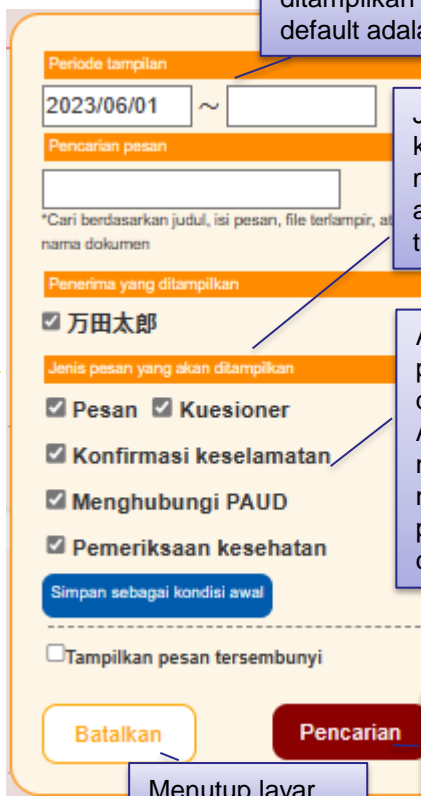 ditampilkan
default
Periode tampilan
2023/06/01 ~
Pencarian pesan
*Cari berdasarkan judul, isi pesan, file terlampir,
nama dokumen
Penerima yang ditampilkan
万田太郎
Jenis pesan yang akan ditampilkan
Pesan Kuesioner
Konfirmasi keselamatan
Menghubungi PAUD
Pemeriksaan kesehatan
Simpan sebagai kondisi awal
Tampilkan pesan tersembunyi
Batalkan Pencarian
Menutup layar